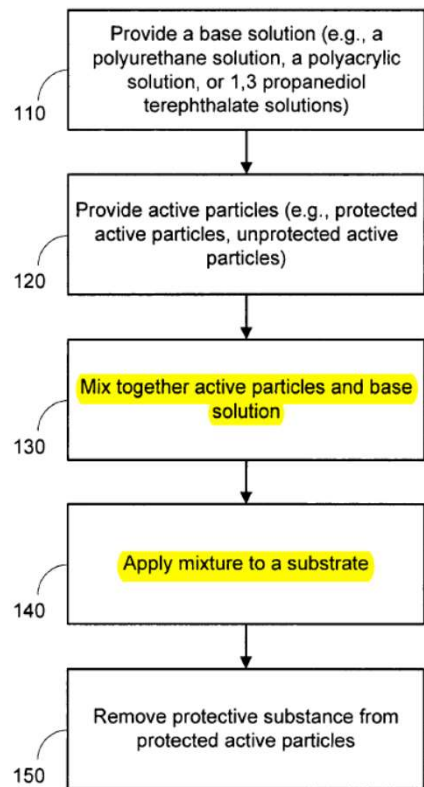 Provide a base solution (e.g., a
polyurethane solution, a polyacrylic
solution, or 1,3 propanediol
terephthalate solutions)
110
Provide active particles (e.g., protected
active particles, unprotected active
particles)
120
Mix together active particles and base
solution
130
Apply mixture to a substrate
140
Remove protective substance from
protected active particles
150